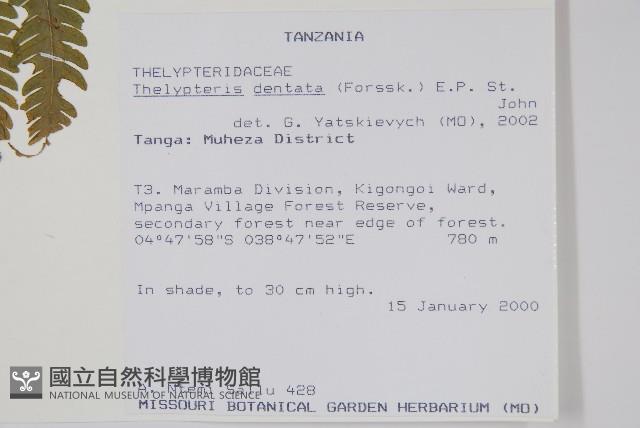 TANZANIA
THELYPTERIDACEAE
Thelypteris dentata (Forssk.) E.P. St.
John
det. G. Yatskievych (MO), 2002
Tanga: Muheza District
T3. Maramba Division, Kigongoi Ward,
Mpanga Village Forest Reserve,
secondary forest near edge of forest.
04°47'58"S 038°47'52"E 780 m
In shade, to 30 cm high.
15 January 2000
428
MISSOURI BOTANICAL GARDEN HERBARIUM (MO)
國立自然科學博物館
NATIONAL MUSEUM OF NATURAL SCIENCE